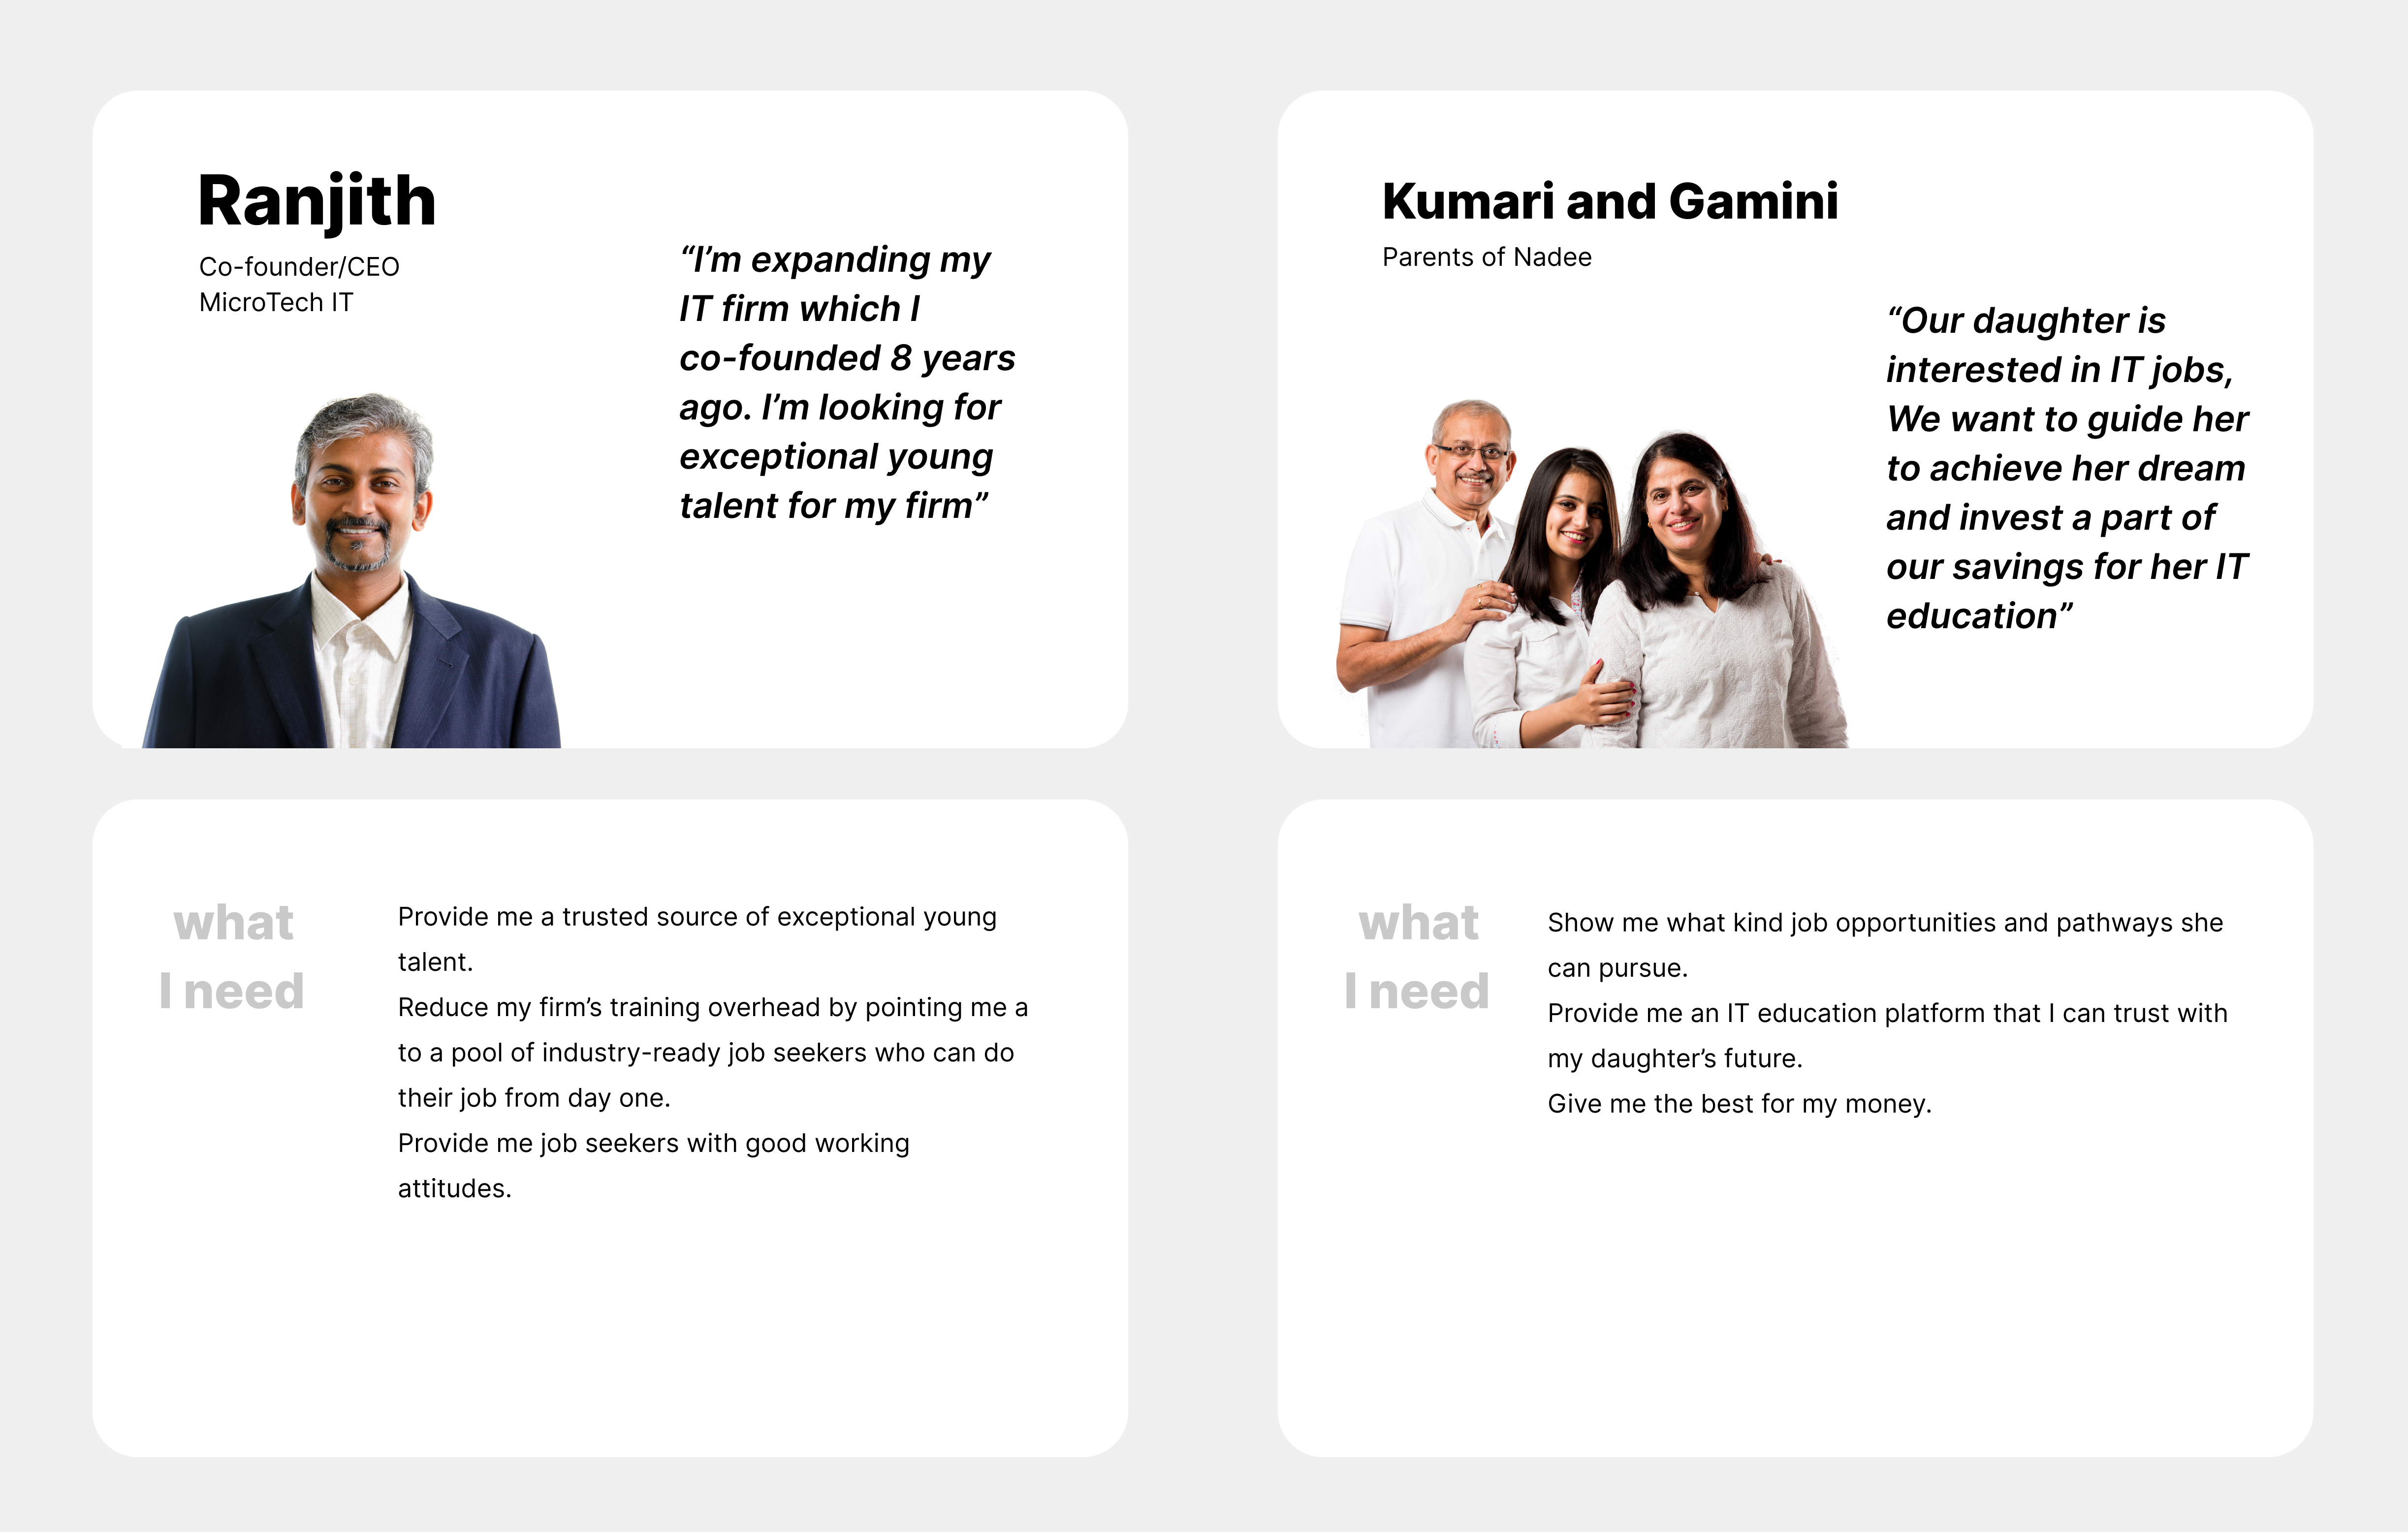 Ranjith
Co-founder/CEO
MicroTech IT
“I’m expanding my
IT firm which I
co-founded 8 years
ago. I’m looking for
exceptional young
talent for my firm”
Kumari and Gamini
Parents of Nadee
“Our daughter is
interested in IT jobs,
We want to guide her
to achieve her dream
and invest a part of
our savings for her IT
education”
what
I need
Provide me a trusted source of exceptional young
talent.
Reduce my firm’s training overhead by pointing me a
to a pool of industry-ready job seekers who can do
their job from day one.
Provide me job seekers with good working
attitudes.
what
I need
Show me what kind job opportunities and pathways she
can pursue.
Provide me an IT education platform that I can trust with
my daughter’s future.
Give me the best for my money.